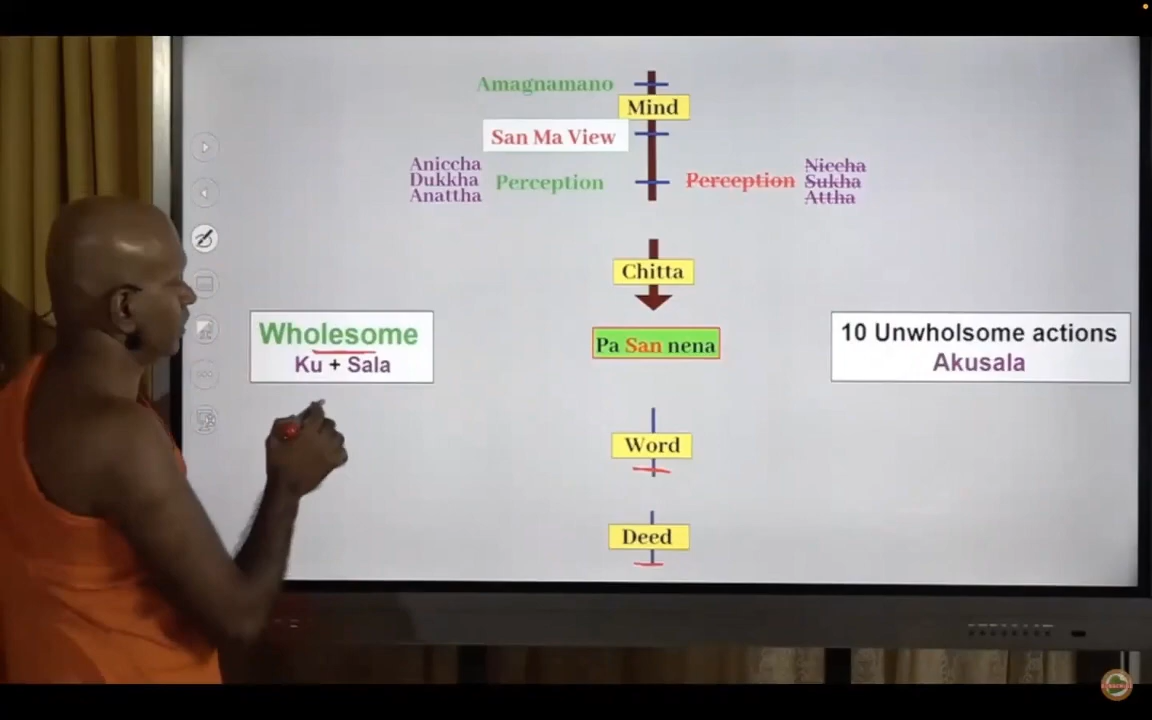 Amagnamano
Mind
San Ma View
Aniccha
Dukkha
Anattha
Perception
Perception
Niccha
Sukha
Attha
Chitta
Wholesome
Ku + Sala
Pa San nena
10 Unwholsome actions
Akusala
Word
Deed